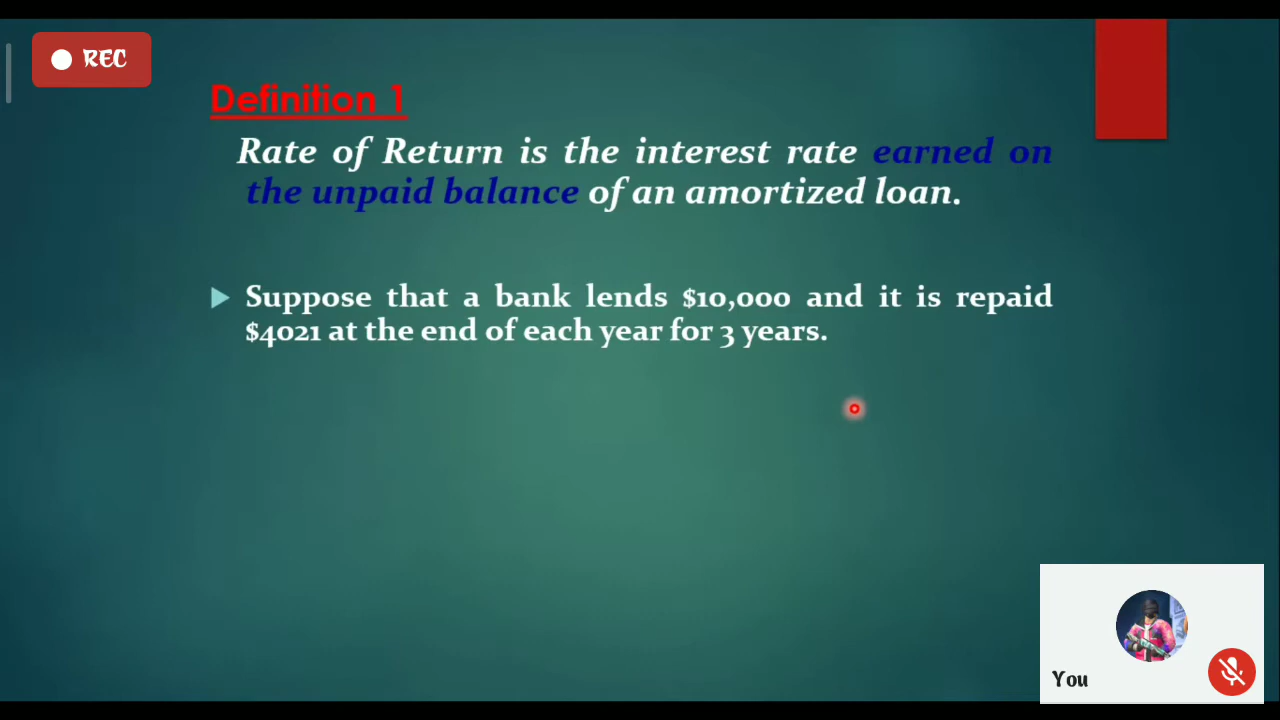 REC
Definition 1
Rate of Return is the interest rate earned on
the unpaid balance of an amortized loan.
Suppose that a bank lends $10,000 and it is repaid
$4021 at the end of each year for 3 years.
You